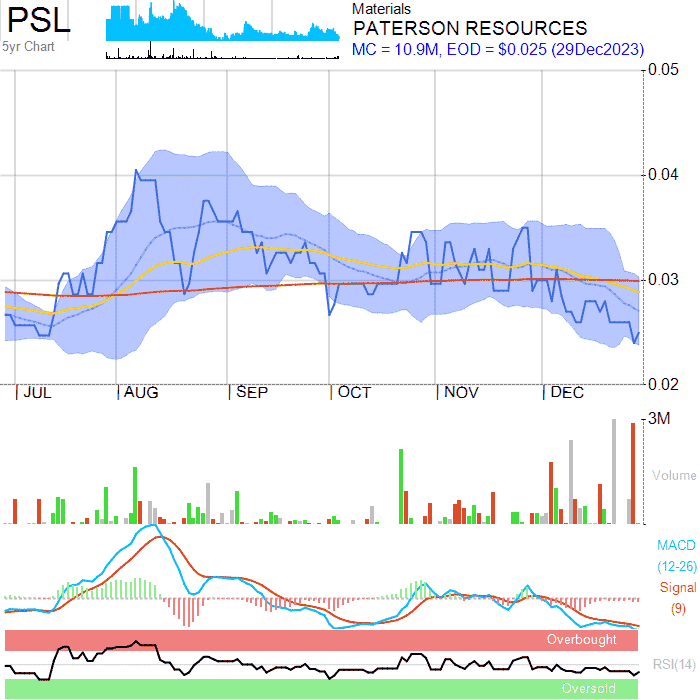 PSL
5yr Chart
Materials
PATERSON RESOURCES
MC = 10.9M, EOD = $0.025 (29Dec2023)
0.05
0.04
0.03
0.02
JUL AUG SEP OCT NOV DEC
3M
Volume
MACD
(12-26)
Signal
(9)
Overbought
RSI(14)
Oversold